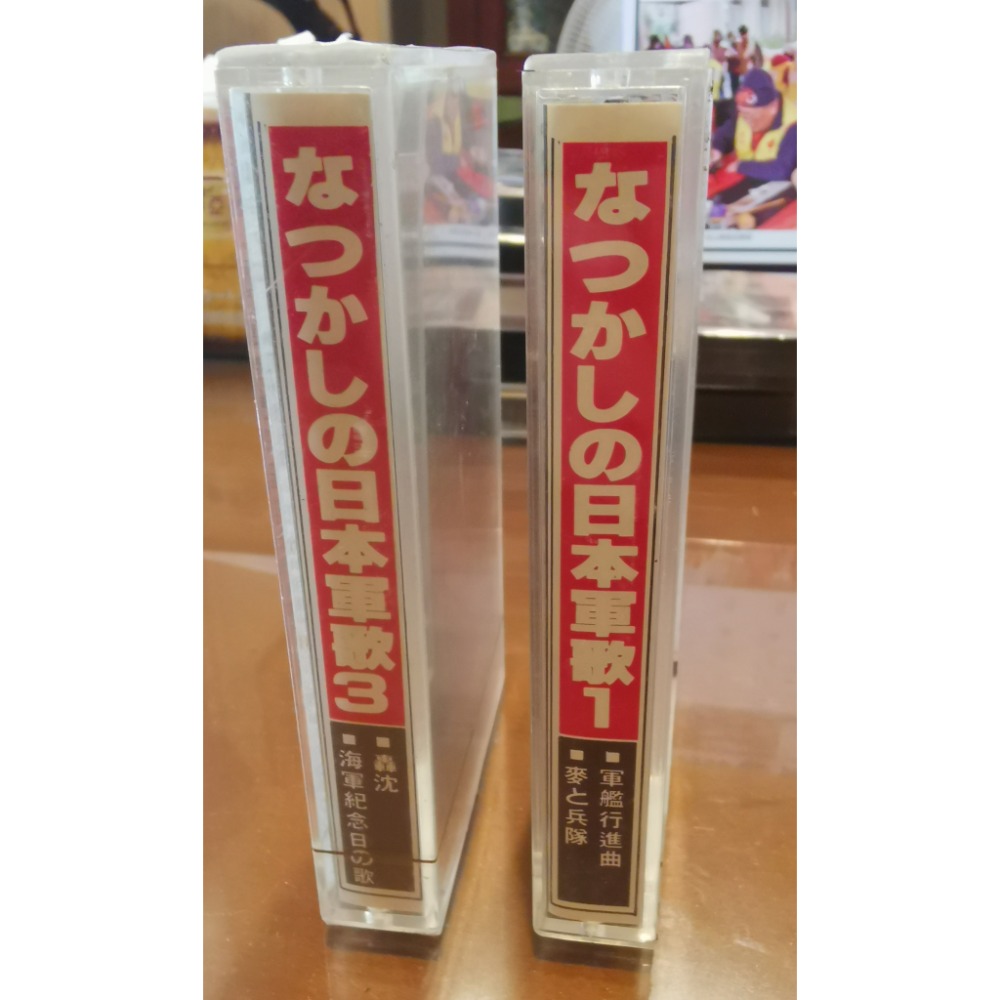 なつかしの日本軍歌3
■轟沈
■海軍紀念日の歌
なつかしの日本軍歌1
■軍艦行進曲
■麥と兵隊